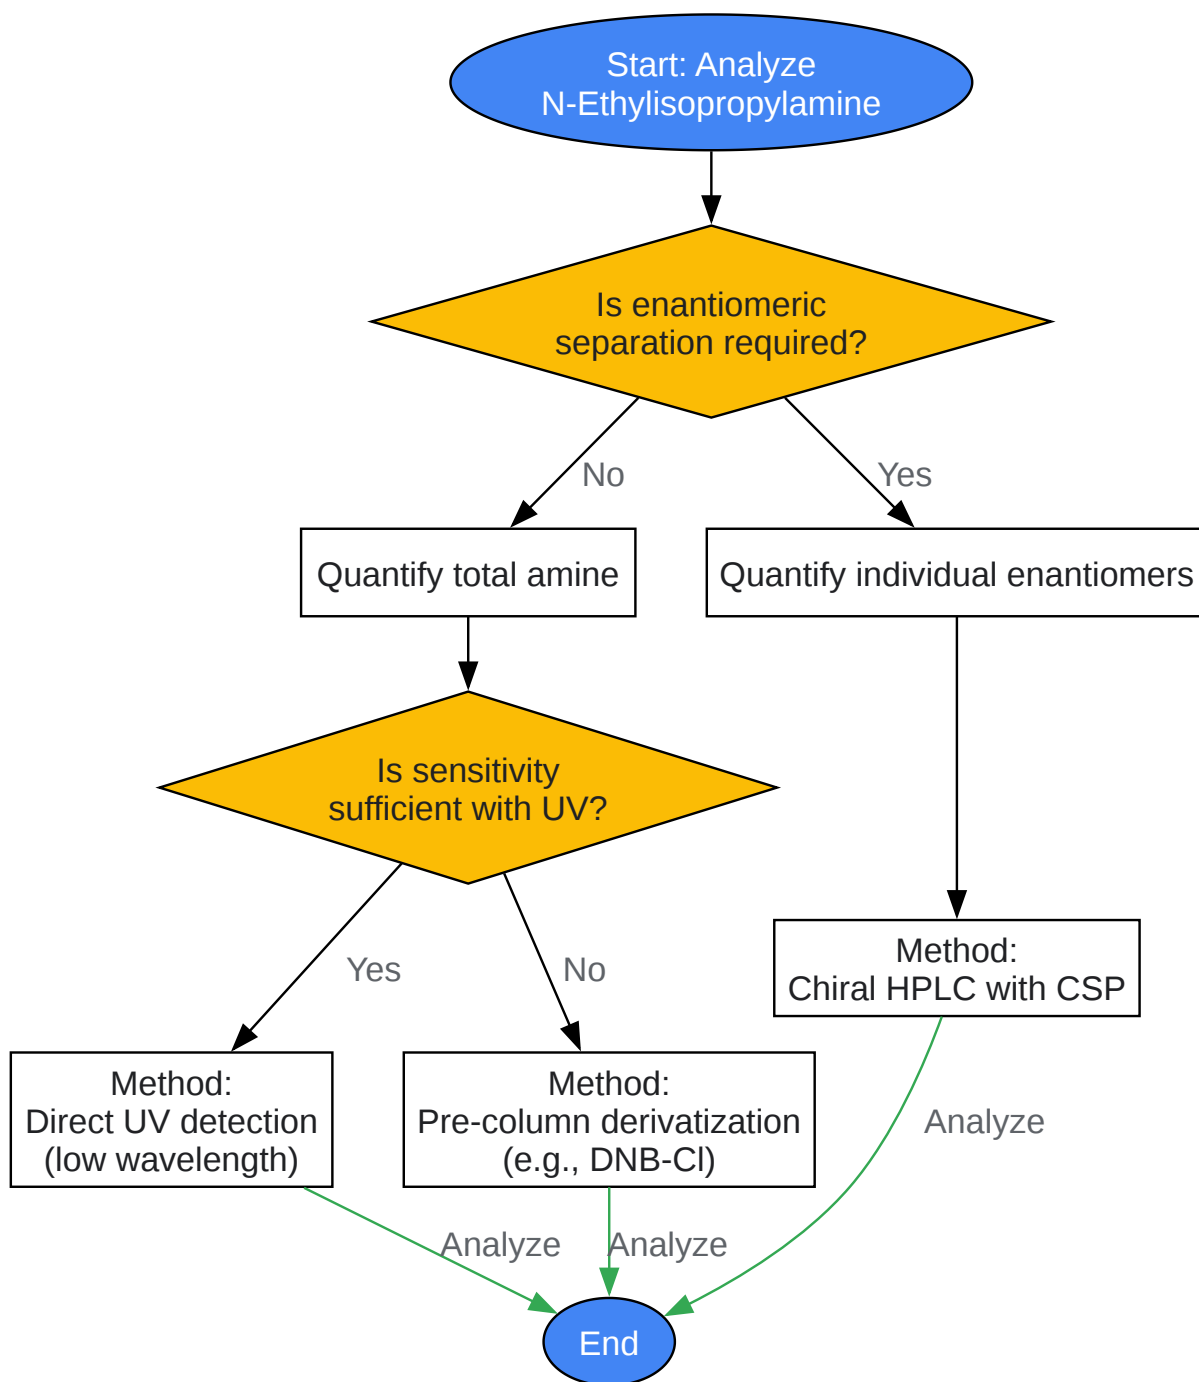 Start: Analyze
N-Ethylisopropylamine
Is enantiomeric
separation required?
No
Yes
Quantify total amine
Quantify individual enantiomers
Is sensitivity
sufficient with UV?
Yes
No
Method:
Chiral HPLC with CSP
Method:
Direct UV detection
(low wavelength)
Method:
Pre-column derivatization
(e.g., DNB-Cl)
Analyze
Analyze
Analyze
End